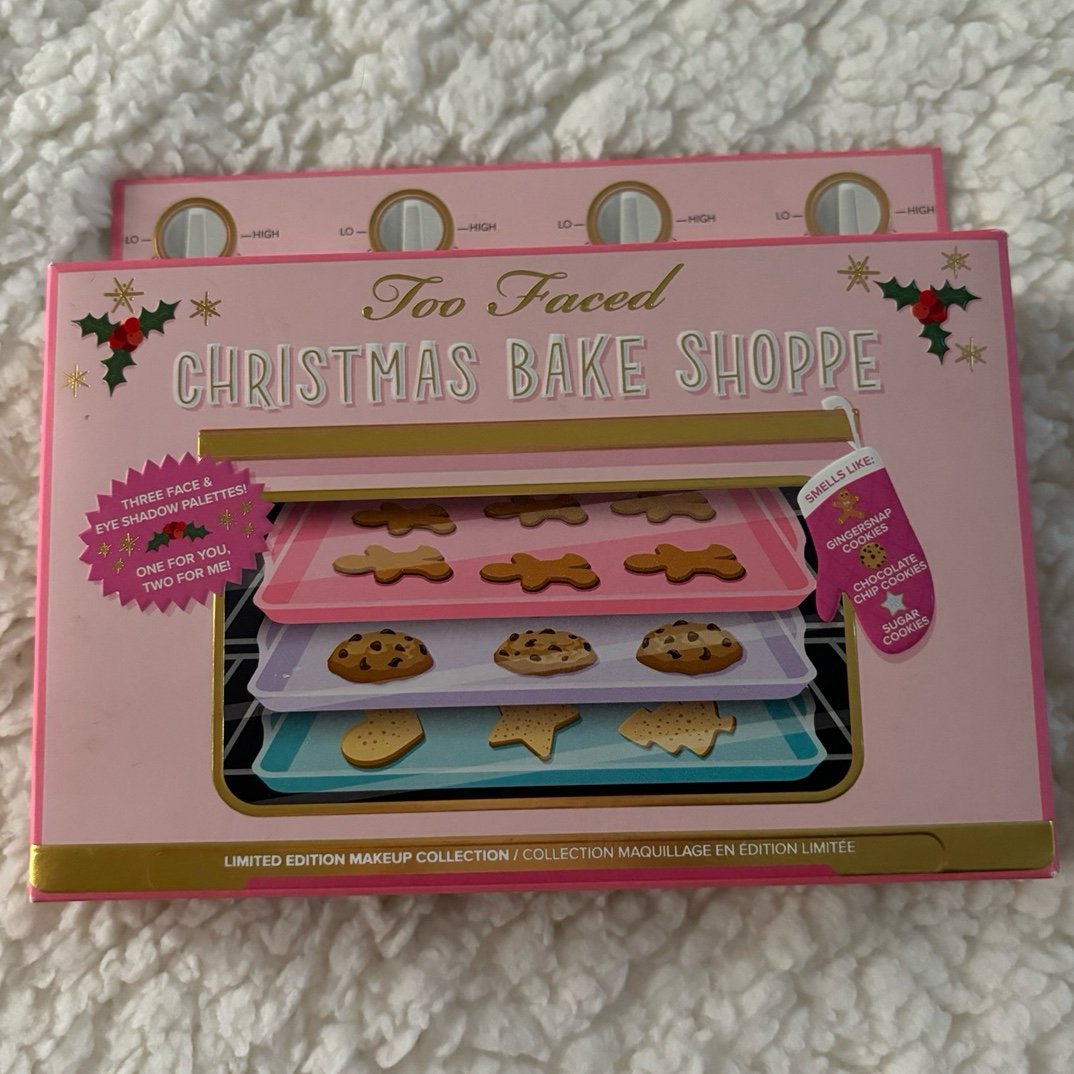 LO HIGH LO HIGH LO HIGH LO HIGH
Too Faced
CHRISTMAS BAKE SHOPPE
THREE FACE &
EYE SHADOW PALETTES!
ONE FOR YOU,
TWO FOR ME!
SMELLS LIKE:
GINGERSNAP
COOKIES
CHOCOLATE
CHIP COOKIES
SUGAR
COOKIES
LIMITED EDITION MAKEUP COLLECTION / COLLECTION MAQUILLAGE EN ÉDITION LIMITÉE